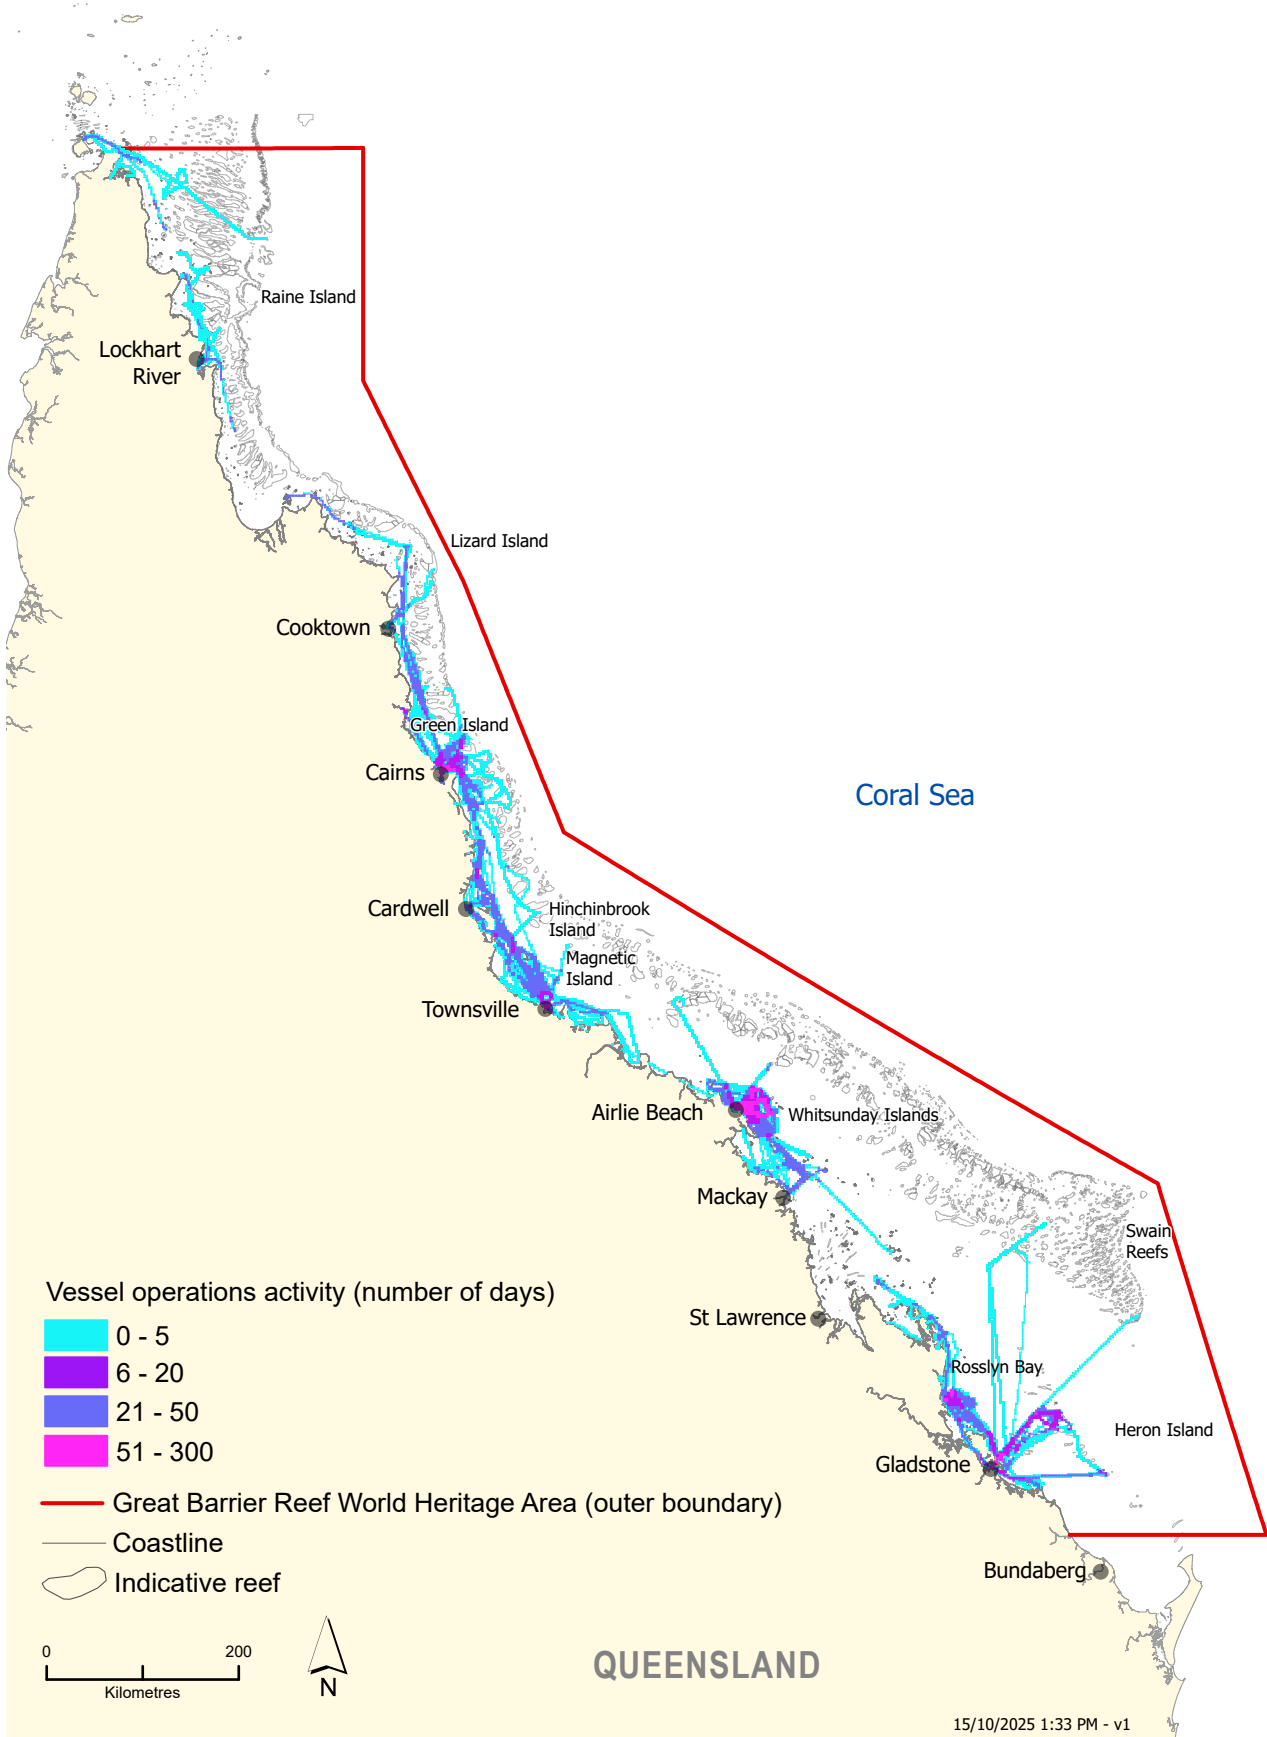 Raine Island
Lockhart
River
Lizard Island
Cooktown
Green Island
Cairns
Coral Sea
Cardwell
Hinchinbrook
Island
Magnetic
Island
Townsville
Airlie Beach
Whitsunday Islands
Mackay
Swain
Reefs
St Lawrence
Rosslyn Bay
Heron Island
Gladstone
Bundaberg
Vessel operations activity (number of days)
0 - 5
6 - 20
21 - 50
51 - 300
Great Barrier Reef World Heritage Area (outer boundary)
Coastline
Indicative reef
0 200
Kilometres
N
QUEENSLAND
15/10/2025 1:33 PM - v1